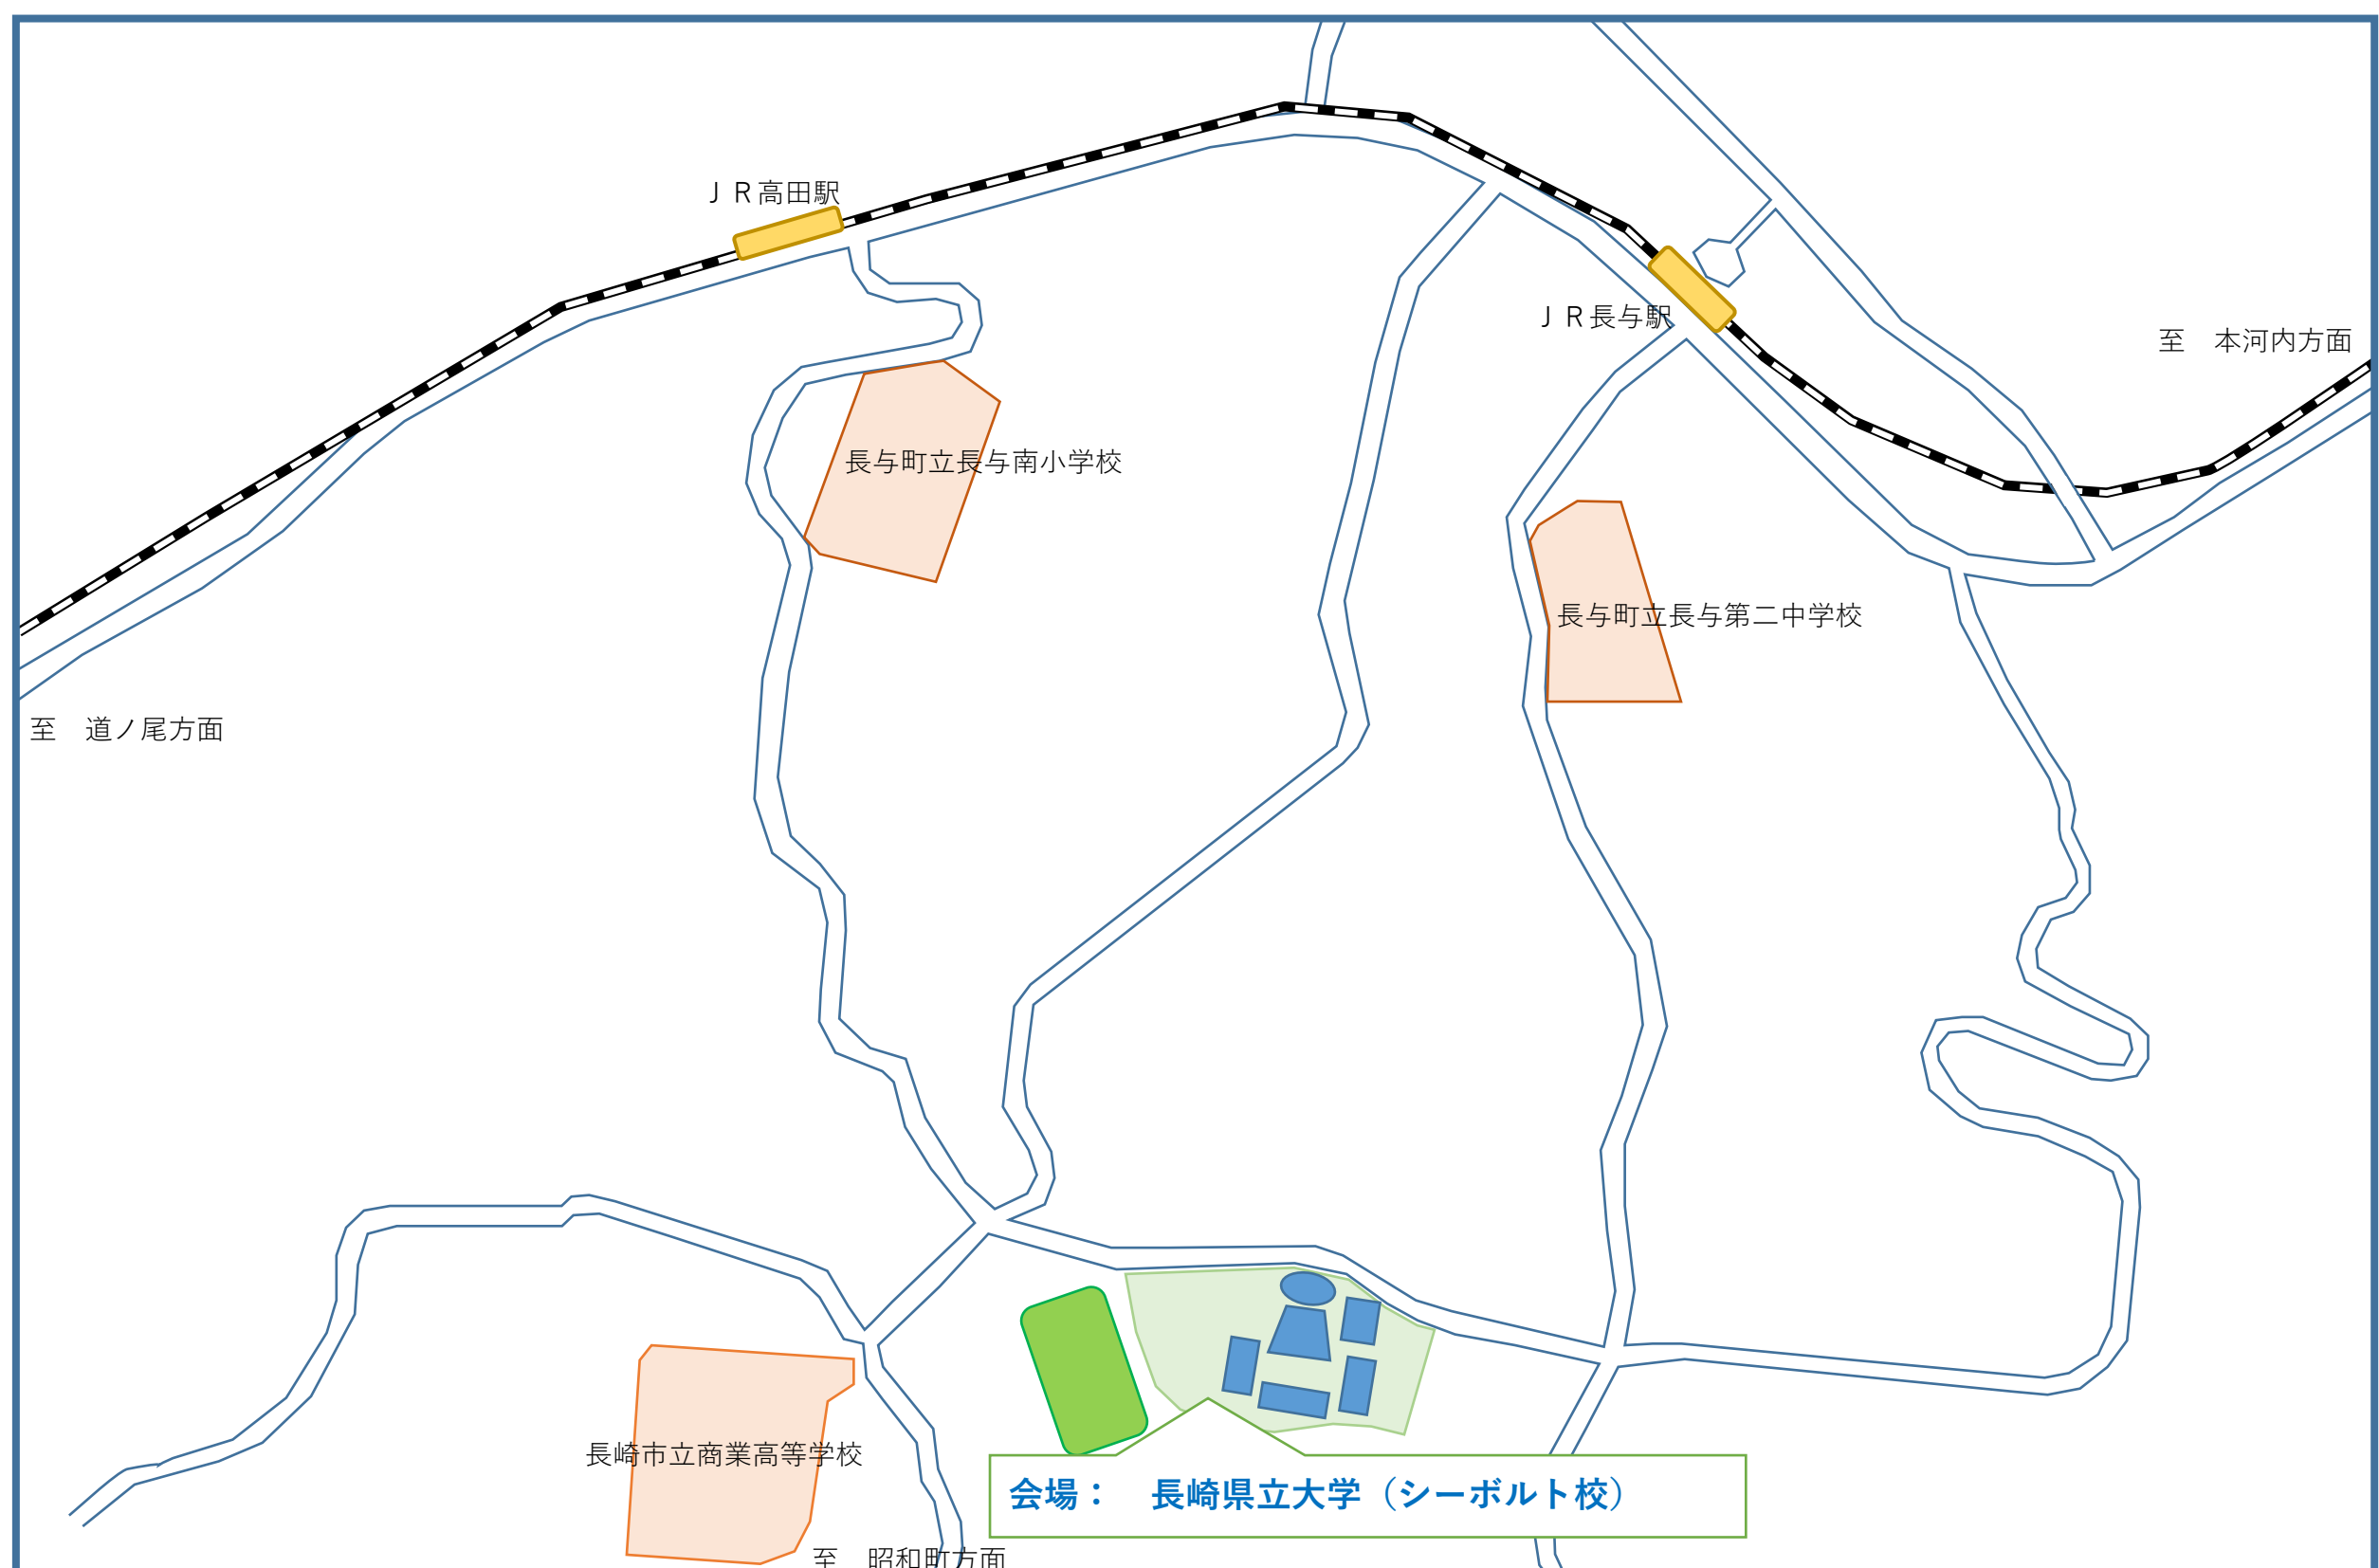 ＪＲ高田駅
ＪＲ長与駅
至　本河内方面
長与町立長与南小学校
長与町立長与第二中学校
至　道ノ尾方面
長崎市立商業高等学校
会場：　長崎県立大学（シーボルト校）
至　昭和町方面